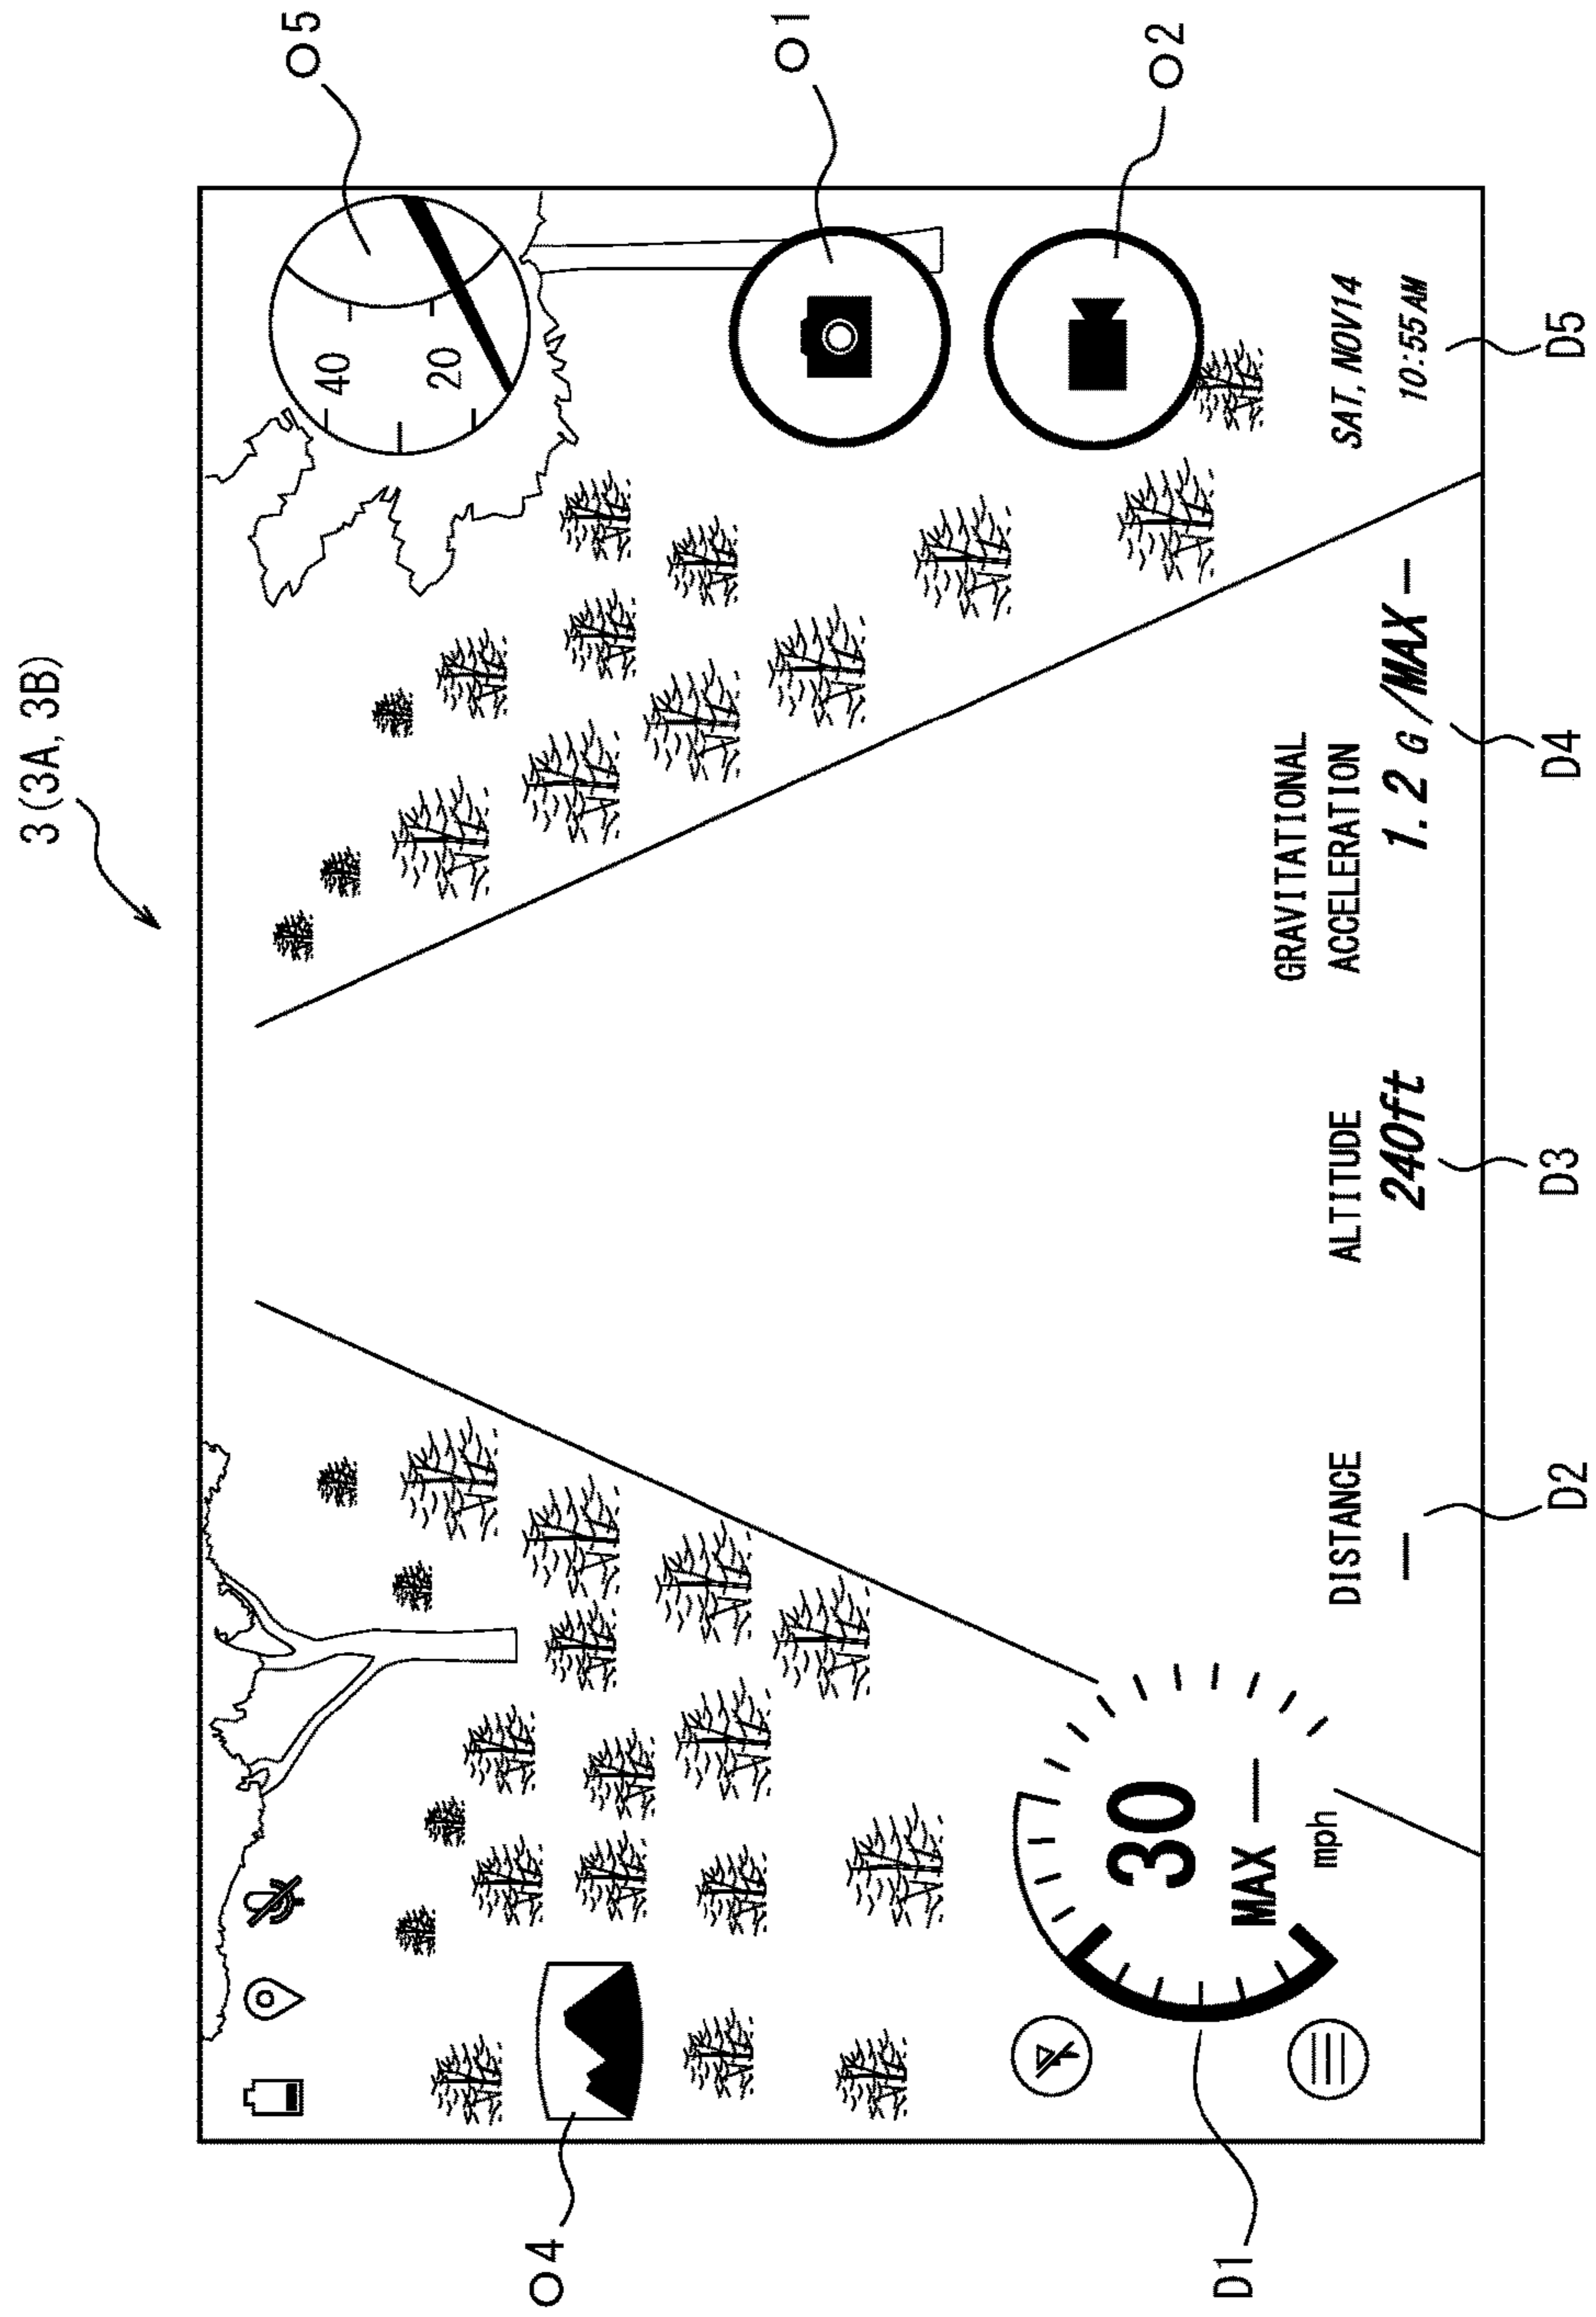 3 (3A, 3B)
O5
40
20
O4
O1
O2
30
MAX —
mph
D1
DISTANCE
—
D2
ALTITUDE
240ft
D3
GRAVITATIONAL
ACCELERATION
1.2 G /MAX —
D4
SAT, NOV14
10:55 AM
D5